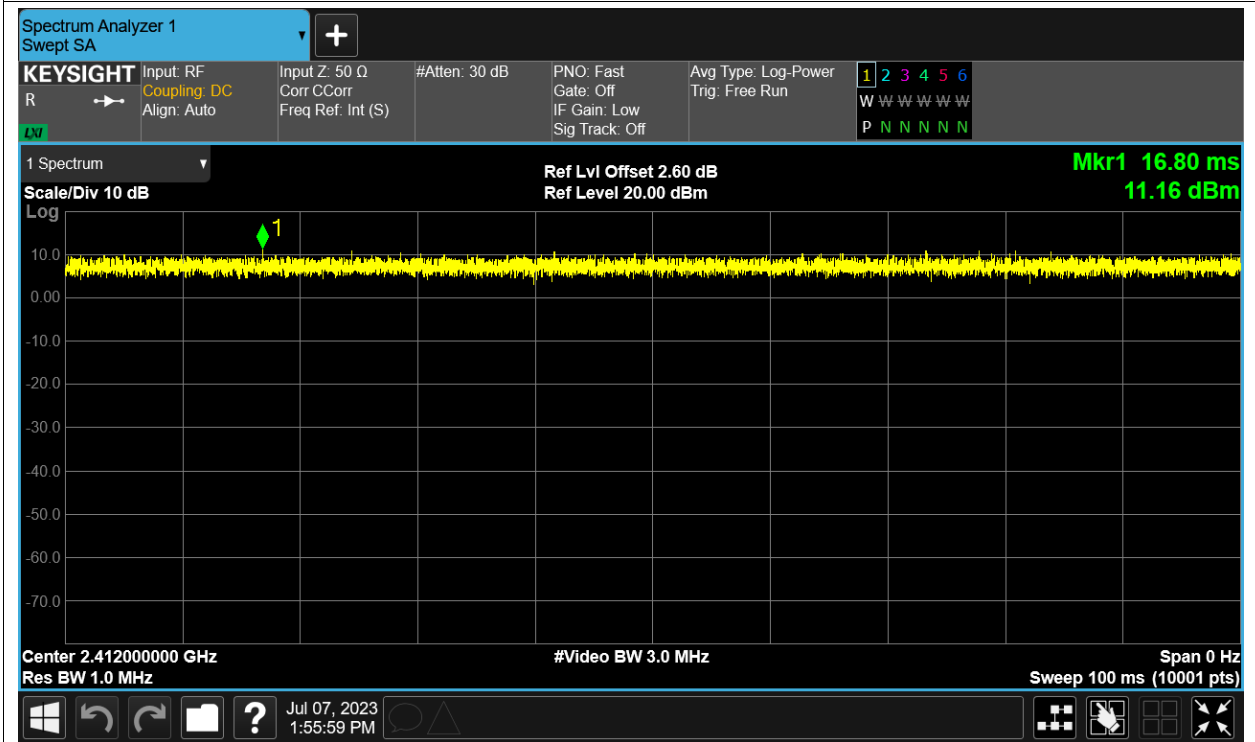 Spectrum Analyzer 1
Swept SA
KEYSIGHT
R
LXI
Input: RF
Coupling: DC
Align: Auto
Input Z: 50 Ω
Corr CCorr
Freq Ref: Int (S)
#Atten: 30 dB
PNO: Fast
Gate: Off
IF Gain: Low
Sig Track: Off
Avg Type: Log-Power
Trig: Free Run
1 2 3 4 5 6
W W W W W W
P N N N N N
1 Spectrum
Scale/Div 10 dB
Log
Ref Lvl Offset 2.60 dB
Ref Level 20.00 dBm
Mkr1 16.80 ms
11.16 dBm
1
10.0
0.00
-10.0
-20.0
-30.0
-40.0
-50.0
-60.0
-70.0
Center 2.412000000 GHz
Res BW 1.0 MHz
#Video BW 3.0 MHz
Span 0 Hz
Sweep 100 ms (10001 pts)
?
Jul 07, 2023
1:55:59 PM